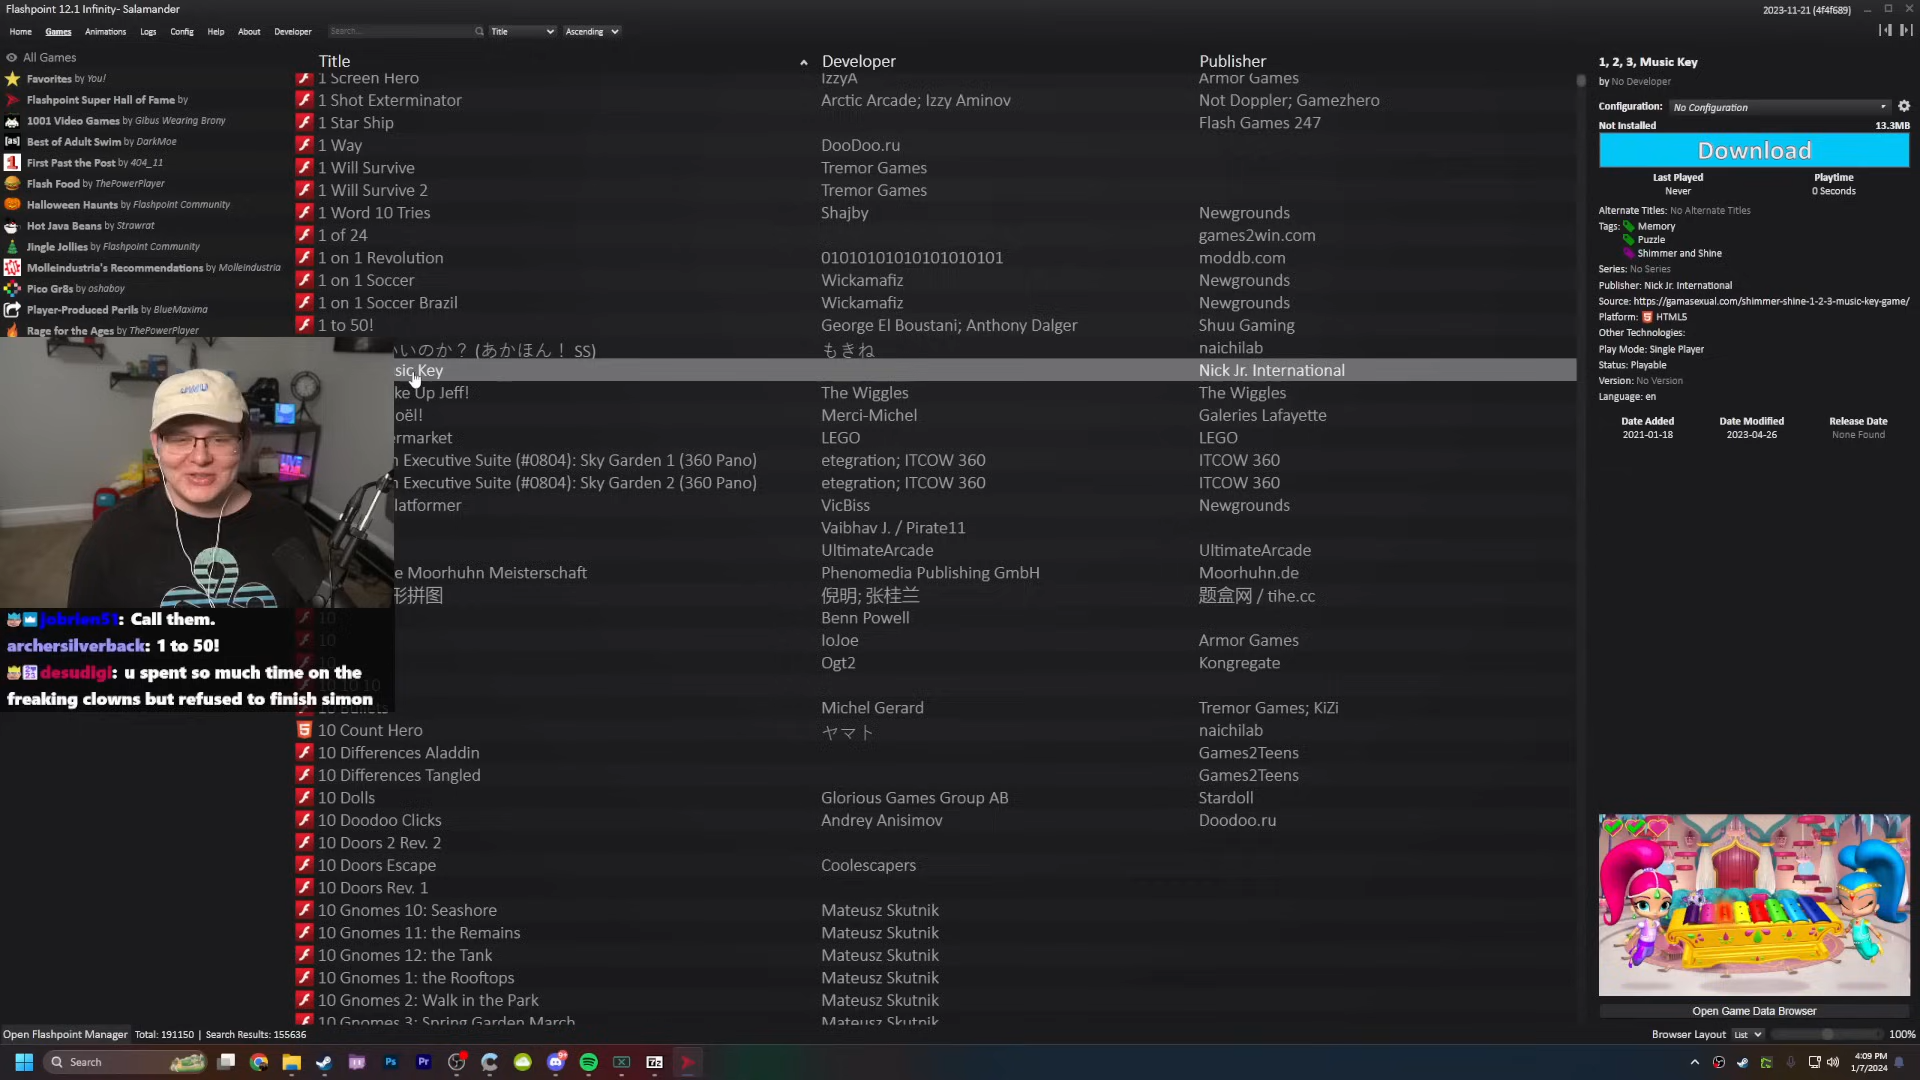 Flashpoint 12.1 Infinity- Salamander
2023-11-21 (4f4f689)
Home Games Animations Logs Config Help About Developer Search... Title Ascending
All Games
Favorites by You!
Flashpoint Super Hall of Fame by
1001 Video Games by Gibus Wearing Brony
Best of Adult Swim by DarkMoe
First Past the Post by 404_11
Flash Food by ThePowerPlayer
Halloween Haunts by Flashpoint Community
Hot Java Beans by Strawrat
Jingle Jollies by Flashpoint Community
Molleindustria's Recommendations by Molleindustria
Pico Gr8s by oshaboy
Player-Produced Perils by BlueMaxima
Rage for the Ages by ThePowerPlayer
Title Developer Publisher
1 Screen Hero IzzyA Armor Games
1 Shot Exterminator Arctic Arcade; Izzy Aminov Not Doppler; Gamezhero
1 Star Ship Flash Games 247
1 Way DooDoo.ru
1 Will Survive Tremor Games
1 Will Survive 2 Tremor Games
1 Word 10 Tries Shajby Newgrounds
1 of 24 games2win.com
1 on 1 Revolution 01010101010101010101 moddb.com
1 on 1 Soccer Wickamafiz Newgrounds
1 on 1 Soccer Brazil Wickamafiz Newgrounds
1 to 50! George El Boustani; Anthony Dalger Shuu Gaming
いいのか？ (あかほん！ SS) もきね naichilab
sic Key Nick Jr. International
ke Up Jeff! The Wiggles The Wiggles
oël! Merci-Michel Galeries Lafayette
ermarket LEGO LEGO
n Executive Suite (#0804): Sky Garden 1 (360 Pano) etegration; ITCOW 360 ITCOW 360
n Executive Suite (#0804): Sky Garden 2 (360 Pano) etegration; ITCOW 360 ITCOW 360
latformer VicBiss Newgrounds
Vaibhav J. / Pirate11
UltimateArcade UltimateArcade
e Moorhuhn Meisterschaft Phenomedia Publishing GmbH Moorhuhn.de
形拼图 倪明; 张桂兰 题盒网 / tihe.cc
10 Benn Powell
10 IoJoe Armor Games
10 Ogt2 Kongregate
10 10 10
10 Bullets Michel Gerard Tremor Games; KiZi
10 Count Hero ヤマト naichilab
10 Differences Aladdin Games2Teens
10 Differences Tangled Games2Teens
10 Dolls Glorious Games Group AB Stardoll
10 Doodoo Clicks Andrey Anisimov Doodoo.ru
10 Doors 2 Rev. 2
10 Doors Escape Coolescapers
10 Doors Rev. 1
10 Gnomes 10: Seashore Mateusz Skutnik
10 Gnomes 11: the Remains Mateusz Skutnik
10 Gnomes 12: the Tank Mateusz Skutnik
10 Gnomes 1: the Rooftops Mateusz Skutnik
10 Gnomes 2: Walk in the Park Mateusz Skutnik
10 Gnomes 3: Spring Garden March Mateusz Skutnik
UWU
LIVE
jobrien51: Call them.
archersilverback: 1 to 50!
desudigi: u spent so much time on the
freaking clowns but refused to finish simon
1, 2, 3, Music Key
by No Developer
Configuration: No Configuration
Not Installed 13.3MB
Download
Last Played Playtime
Never 0 Seconds
Alternate Titles: No Alternate Titles
Tags: Memory
Puzzle
Shimmer and Shine
Series: No Series
Publisher: Nick Jr. International
Source: https://gamasexual.com/shimmer-shine-1-2-3-music-key-game/
Platform: HTML5
Other Technologies:
Play Mode: Single Player
Status: Playable
Version: No Version
Language: en
Date Added Date Modified Release Date
2021-01-18 2023-04-26 None Found
Open Game Data Browser
Open Flashpoint Manager Total: 191150 | Search Results: 155636
Browser Layout List 100%
Search
4:09 PM
1/7/2024